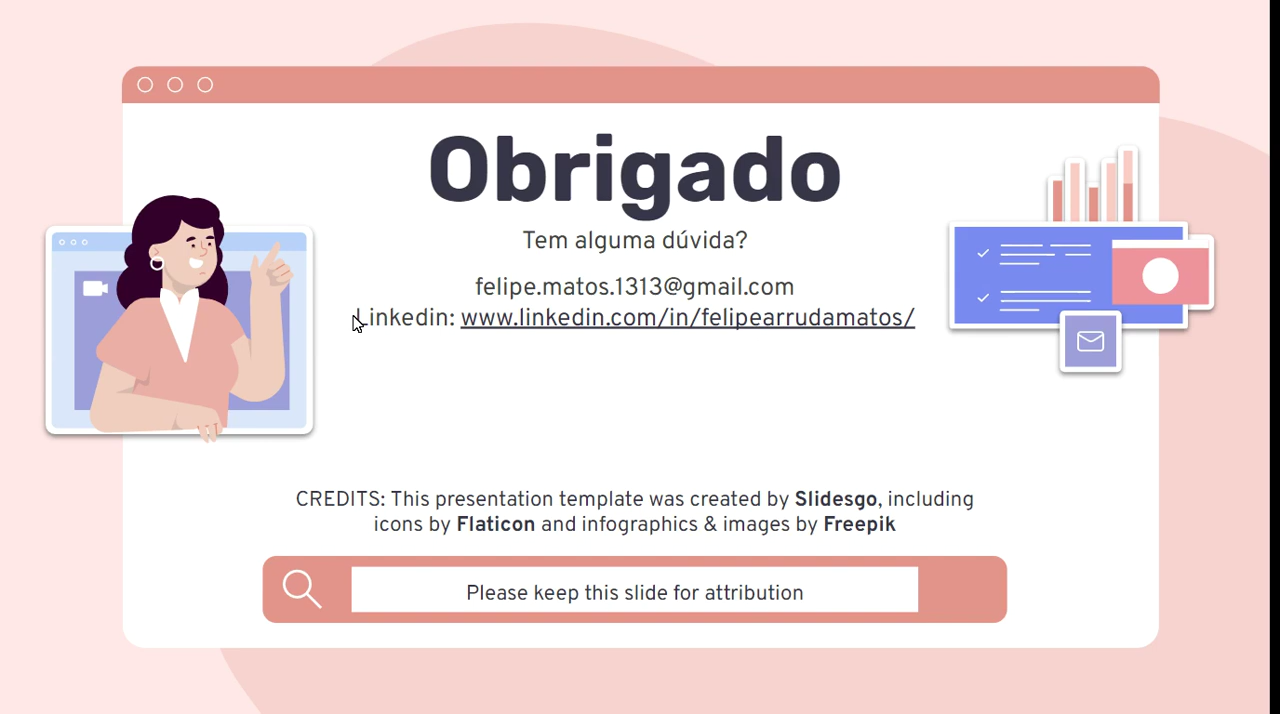 Obrigado
Tem alguma dúvida?
felipe.matos.1313@gmail.com
Linkedin: www.linkedin.com/in/felipearrudamatos/
CREDITS: This presentation template was created by Slidesgo, including
icons by Flaticon and infographics & images by Freepik
Please keep this slide for attribution